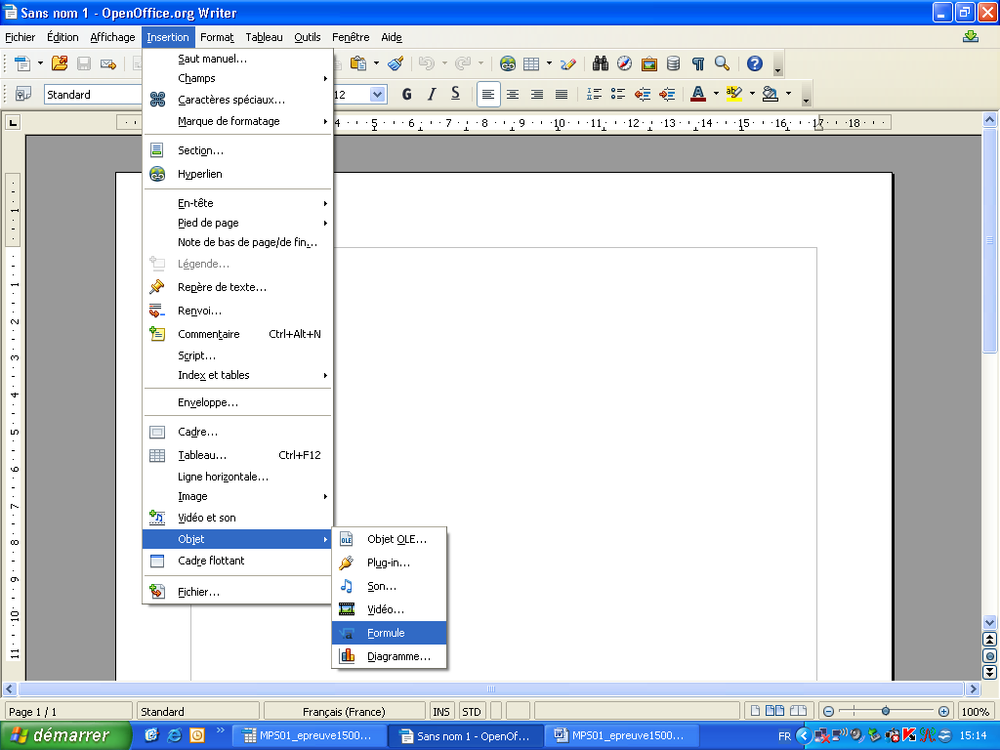 Sans nom 1 - OpenOffice.org Writer
Fichier Édition Affichage Insertion Format Tableau Outils Fenêtre Aide
Standard 12 G I S
4 5 6 7 8 9 10 11 12 13 14 15 16 17 18
Saut manuel...
Champs
Caractères spéciaux...
Marque de formatage
Section...
Hyperlien
En-tête
Pied de page
Note de bas de page/de fin...
Légende...
Repère de texte...
Renvoi...
Commentaire Ctrl+Alt+N
Script...
Index et tables
Enveloppe...
Cadre...
Tableau... Ctrl+F12
Ligne horizontale...
Image
Vidéo et son
Objet
Cadre flottant
Fichier...
OLE Objet OLE...
Plug-in...
Son...
Vidéo...
Formule
Diagramme...
1
1
2
3
4
5
6
7
8
9
10
11
Page 1 / 1 Standard Français (France) INS STD 100%
démarrer MPS01_epreuve1500... Sans nom 1 - OpenOf... MPS01_epreuve1500... FR 15:14